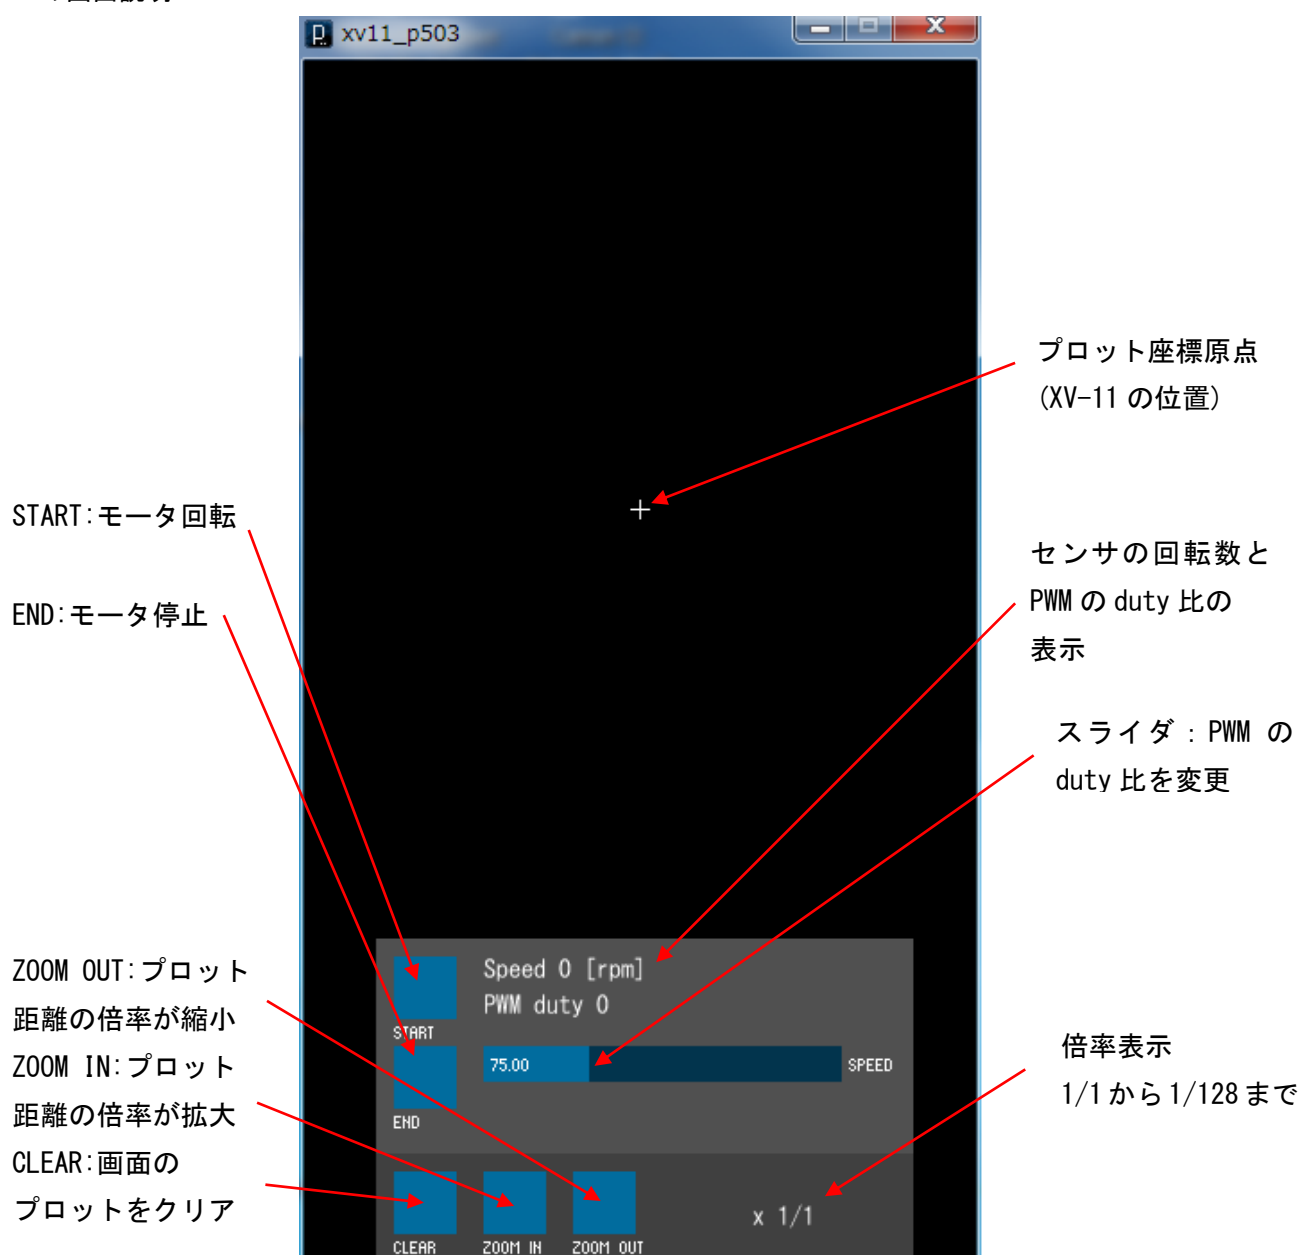 xv11_p503
プロット座標原点
(XV-11 の位置)
START:モータ回転
END:モータ停止
センサの回転数と
PWM の duty 比の
表示
スライダ：PWM の
duty 比を変更
ZOOM OUT:プロット
距離の倍率が縮小
ZOOM IN:プロット
距離の倍率が拡大
CLEAR:画面の
プロットをクリア
Speed 0 [rpm]
PWM duty 0
START
75.00
SPEED
END
倍率表示
1/1 から 1/128 まで
x 1/1
CLEAR
ZOOM IN
ZOOM OUT